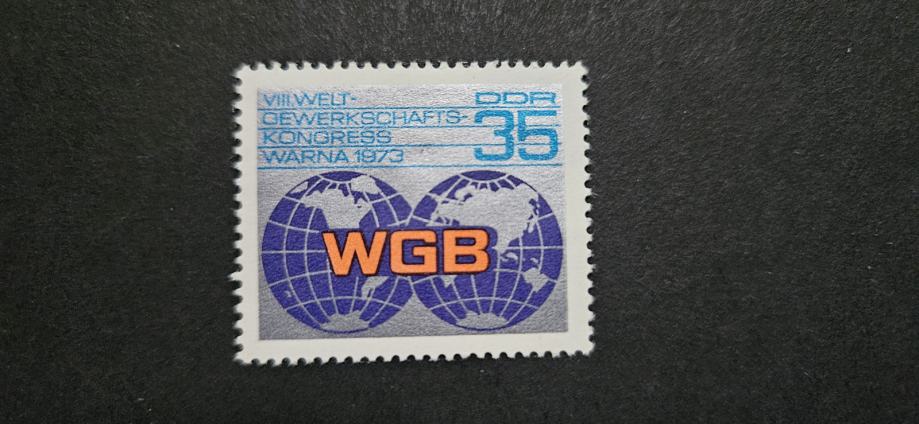 VIII.WELT-
GEWERKSCHAFTS-
KONGRESS
WARNA 1973
DDR
35
WGB